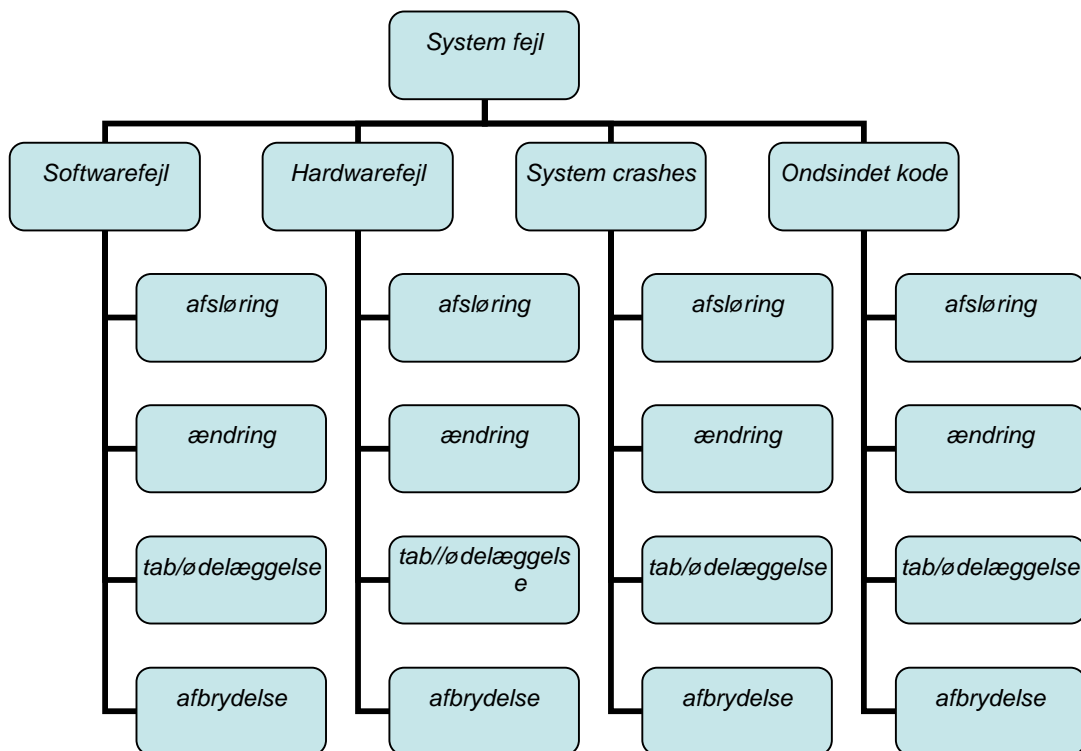 System fejl
Softwarefejl
Hardwarefejl
System crashes
Ondsindet kode
afsløring
afsløring
afsløring
afsløring
ændring
ændring
ændring
ændring
tab/ødelæggelse
tab//ødelæggels
e
tab/ødelæggelse
tab/ødelæggelse
afbrydelse
afbrydelse
afbrydelse
afbrydelse